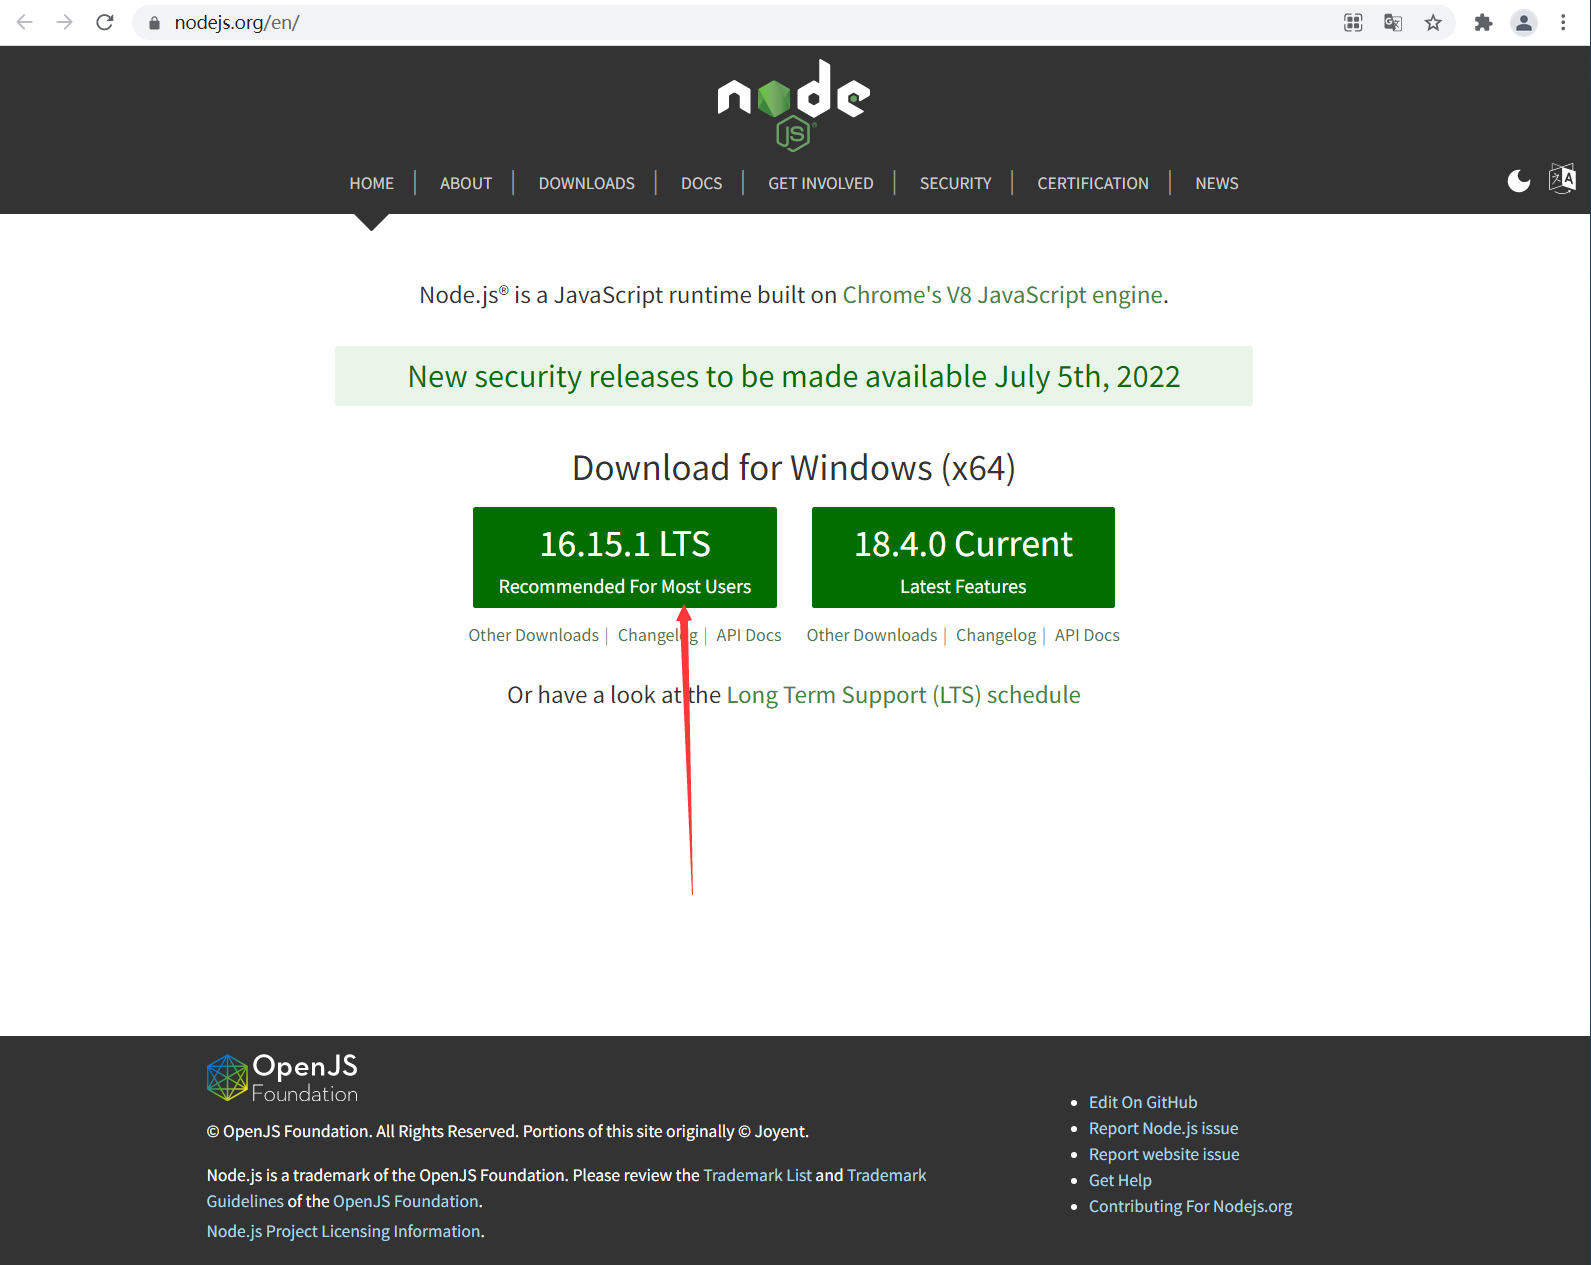 nodejs.org/en/
node
JS
HOME | ABOUT | DOWNLOADS | DOCS | GET INVOLVED | SECURITY | CERTIFICATION | NEWS
Node.js® is a JavaScript runtime built on Chrome's V8 JavaScript engine.
New security releases to be made available July 5th, 2022
Download for Windows (x64)
16.15.1 LTS
Recommended For Most Users
18.4.0 Current
Latest Features
Other Downloads | Changelog | API Docs
Other Downloads | Changelog | API Docs
Or have a look at the Long Term Support (LTS) schedule
OpenJS
Foundation
© OpenJS Foundation. All Rights Reserved. Portions of this site originally © Joyent.
Node.js is a trademark of the OpenJS Foundation. Please review the Trademark List and Trademark
Guidelines of the OpenJS Foundation.
Node.js Project Licensing Information.
Edit On GitHub
Report Node.js issue
Report website issue
Get Help
Contributing For Nodejs.org